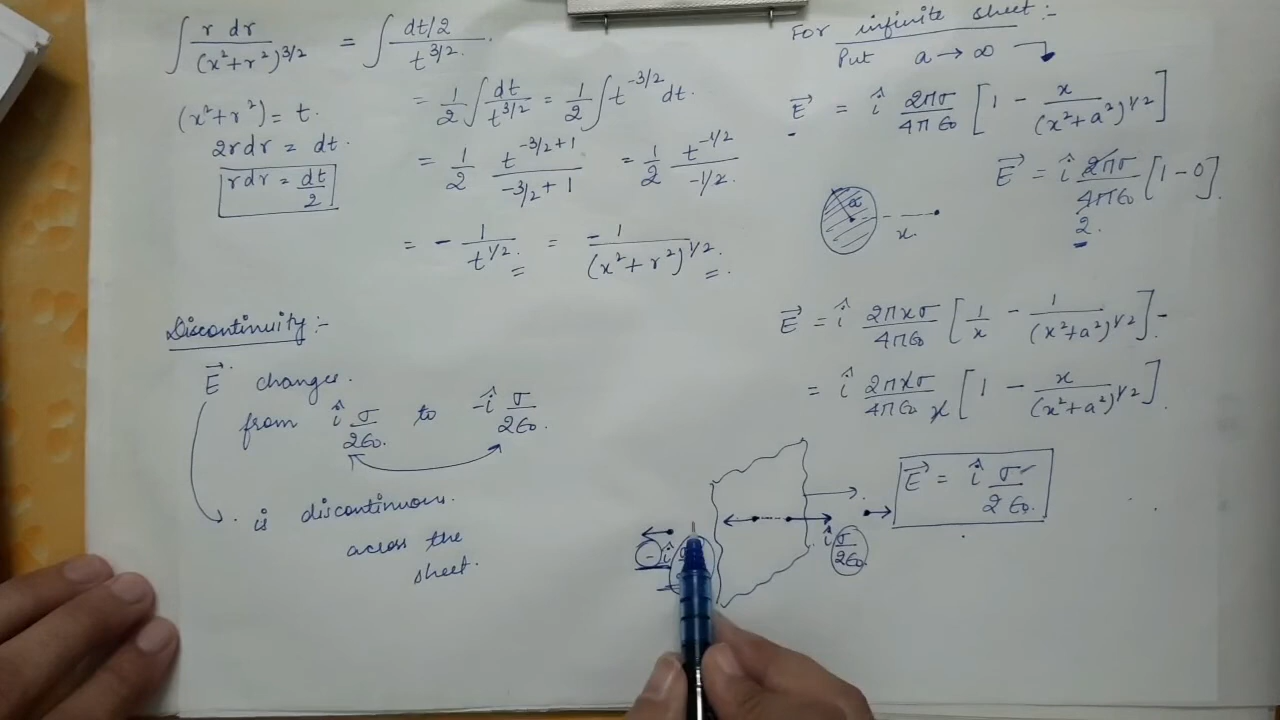 ∫ r dr / (x² + r²)^3/2 = ∫ dt/2 / t^3/2.
(x² + r²) = t.
2rdr = dt.
rdr = dt/2
= 1/2 ∫ dt / t^3/2 = 1/2 ∫ t^-3/2 dt.
= 1/2 t^-3/2+1 / -3/2+1 = 1/2 t^-1/2 / -1/2.
= - 1 / t^1/2. = -1 / (x² + r²)^1/2.
Discontinuity :-
E⃗ changes.
from î σ/2ϵ₀. to -î σ/2ϵ₀.
is discontinuous.
across the
sheet.
For infinite sheet :-
Put a → ∞
E⃗ = î 2πσ/4πϵ₀ [1 - x/(x² + a²)^1/2]
E⃗ = î 2πσ/4πϵ₀ [1 - 0].
2.
x.
E⃗ = î 2πxσ/4πϵ₀ [1/x - 1/(x² + a²)^1/2] -
= î 2πxσ/4πϵ₀ x [1 - x/(x² + a²)^1/2].
E⃗ = î σ/2ϵ₀.
î σ/2ϵ₀.
- î